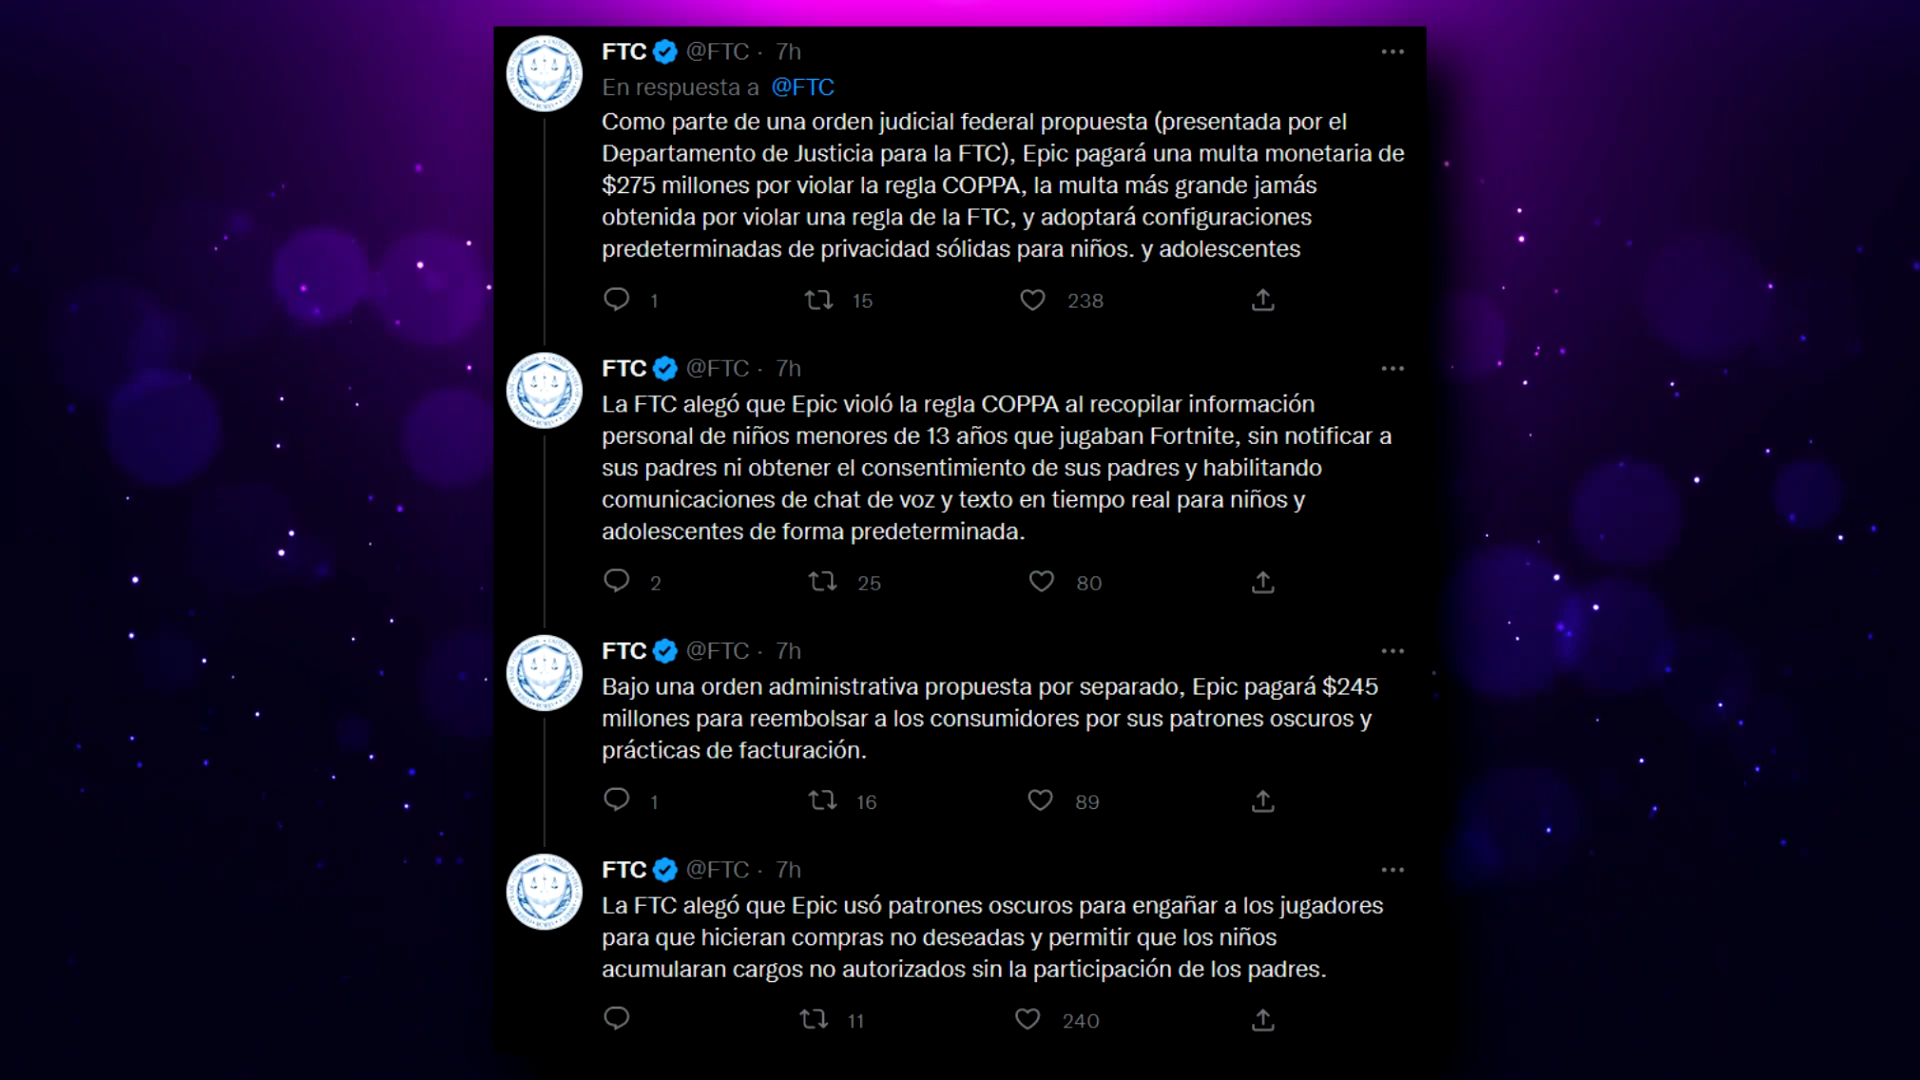 FTC @FTC · 7h
En respuesta a @FTC
Como parte de una orden judicial federal propuesta (presentada por el
Departamento de Justicia para la FTC), Epic pagará una multa monetaria de
$275 millones por violar la regla COPPA, la multa más grande jamás
obtenida por violar una regla de la FTC, y adoptará configuraciones
predeterminadas de privacidad sólidas para niños. y adolescentes
1 15 238
FTC @FTC · 7h
La FTC alegó que Epic violó la regla COPPA al recopilar información
personal de niños menores de 13 años que jugaban Fortnite, sin notificar a
sus padres ni obtener el consentimiento de sus padres y habilitando
comunicaciones de chat de voz y texto en tiempo real para niños y
adolescentes de forma predeterminada.
2 25 80
FTC @FTC · 7h
Bajo una orden administrativa propuesta por separado, Epic pagará $245
millones para reembolsar a los consumidores por sus patrones oscuros y
prácticas de facturación.
1 16 89
FTC @FTC · 7h
La FTC alegó que Epic usó patrones oscuros para engañar a los jugadores
para que hicieran compras no deseadas y permitir que los niños
acumularan cargos no autorizados sin la participación de los padres.
11 240